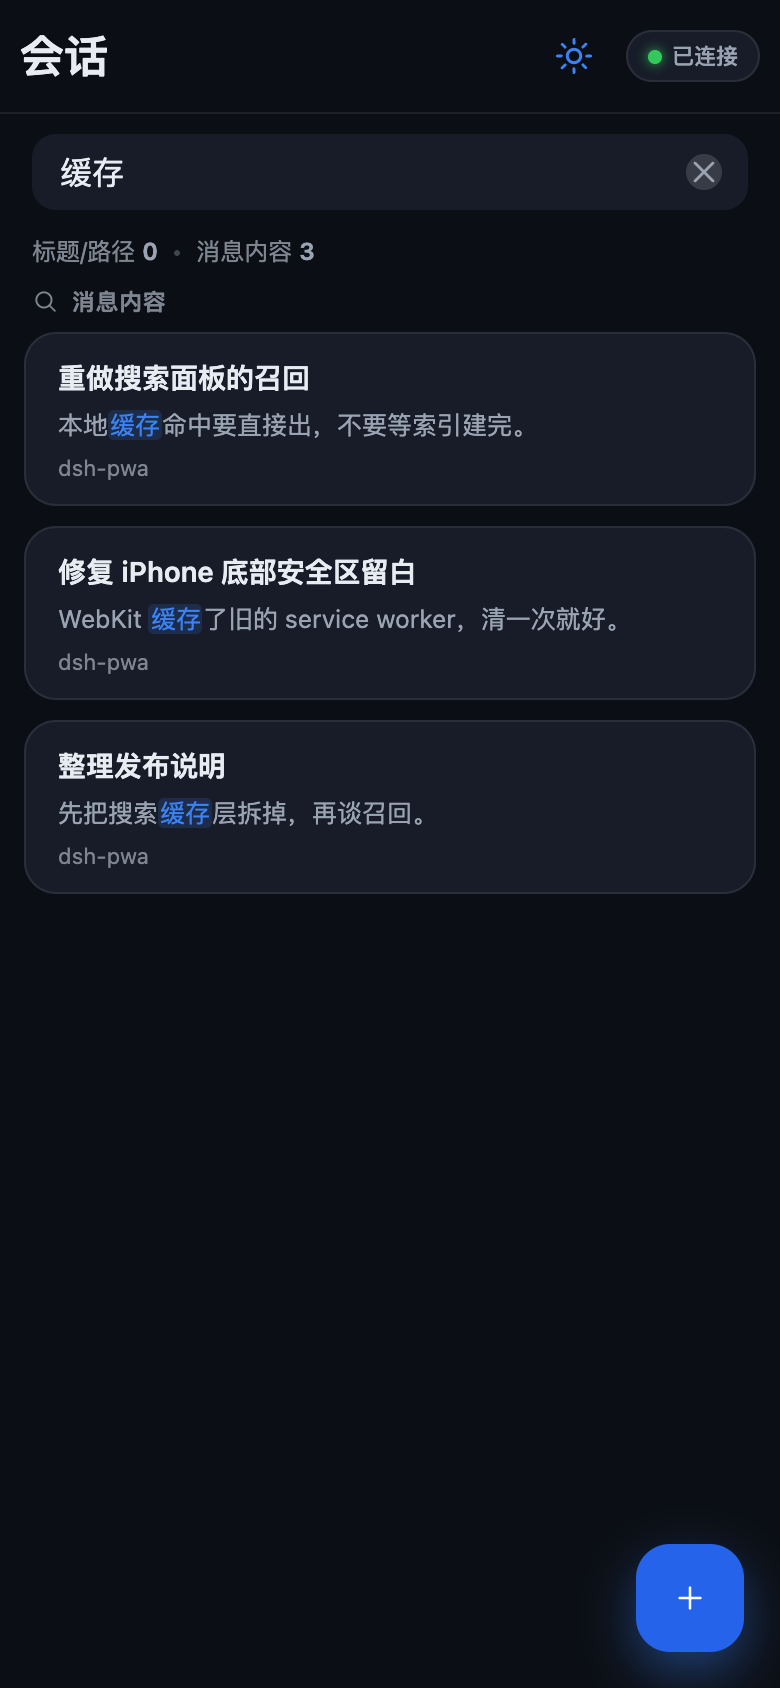 会话
已连接
缓存
标题/路径 0 • 消息内容 3
消息内容
重做搜索面板的召回
本地缓存命中要直接出，不要等索引建完。
dsh-pwa
修复 iPhone 底部安全区留白
WebKit 缓存了旧的 service worker，清一次就好。
dsh-pwa
整理发布说明
先把搜索缓存层拆掉，再谈召回。
dsh-pwa